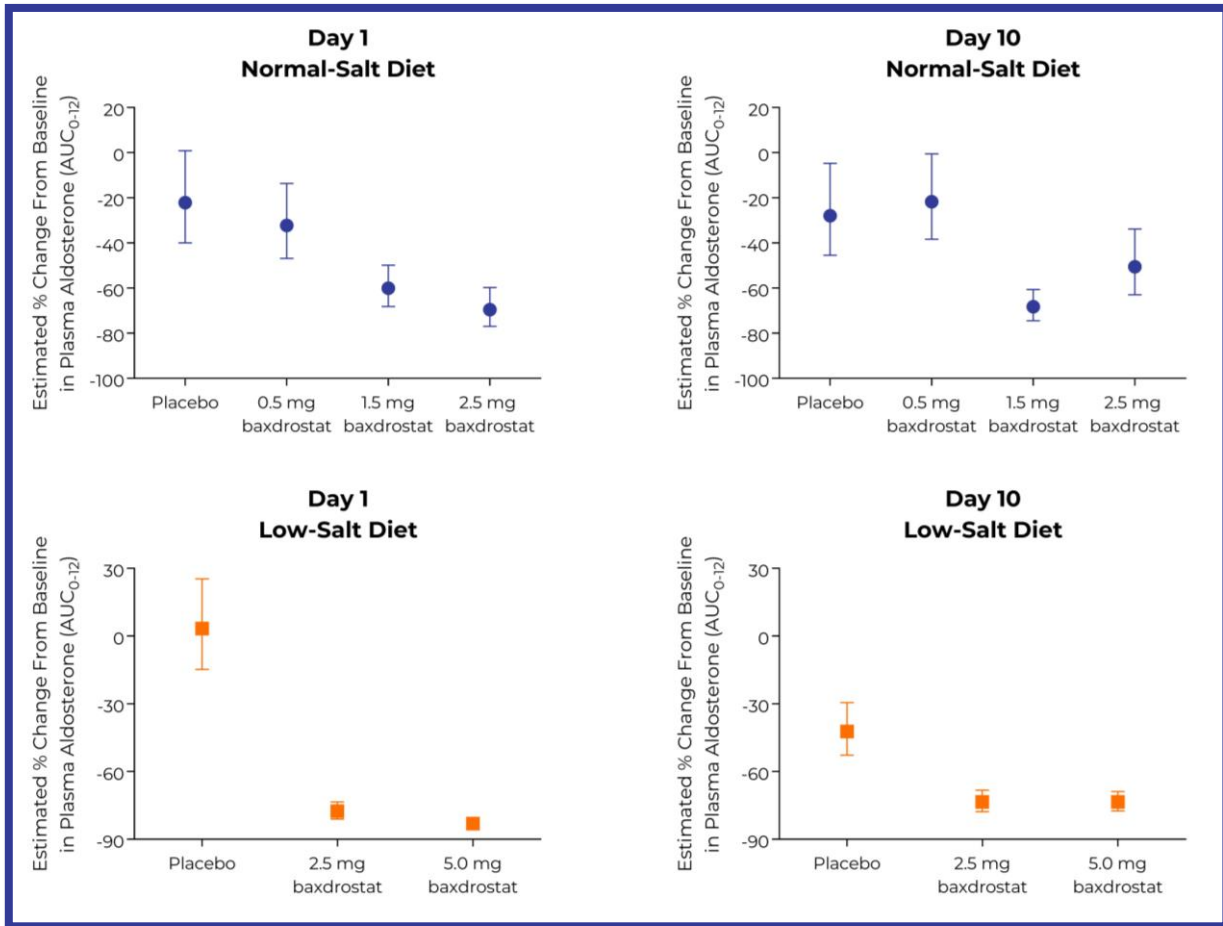 Day 1
Normal-Salt Diet
Estimated % Change From Baseline
in Plasma Aldosterone (AUC0-12)
20
0
-20
-40
-60
-80
-100
Placebo
0.5 mg
baxdrostat
1.5 mg
baxdrostat
2.5 mg
baxdrostat
Day 10
Normal-Salt Diet
Estimated % Change From Baseline
in Plasma Aldosterone (AUC0-12)
20
0
-20
-40
-60
-80
-100
Placebo
0.5 mg
baxdrostat
1.5 mg
baxdrostat
2.5 mg
baxdrostat
Day 1
Low-Salt Diet
Estimated % Change From Baseline
in Plasma Aldosterone (AUC0-12)
30
0
-30
-60
-90
Placebo
2.5 mg
baxdrostat
5.0 mg
baxdrostat
Day 10
Low-Salt Diet
Estimated % Change From Baseline
in Plasma Aldosterone (AUC0-12)
30
0
-30
-60
-90
Placebo
2.5 mg
baxdrostat
5.0 mg
baxdrostat